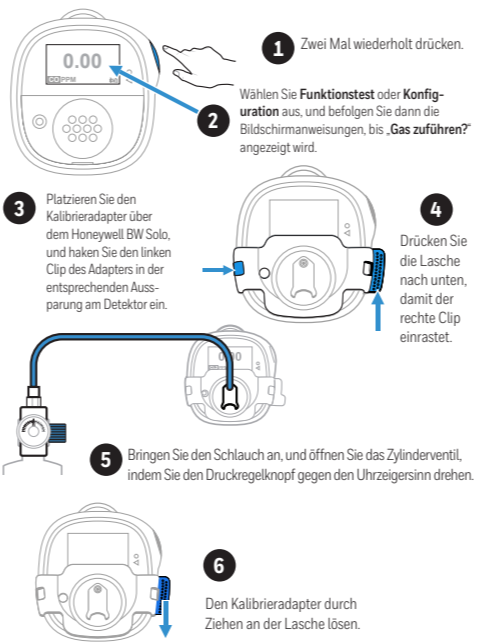 1
Zwei Mal wiederholt drücken.
0.00
CO PPM
2
Wählen Sie Funktionstest oder Konfig-
uration aus, und befolgen Sie dann die
Bildschirmanweisungen, bis „Gas zuführen?“
angezeigt wird.
3
Platzieren Sie den
Kalibrieradapter über
dem Honeywell BW Solo,
und haken Sie den linken
Clip des Adapters in der
entsprechenden Auss-
parung am Detektor ein.
4
Drücken Sie
die Lasche
nach unten,
damit der
rechte Clip
einrastet.
5
Bringen Sie den Schlauch an, und öffnen Sie das Zylinderventil,
indem Sie den Druckregelknopf gegen den Uhrzeigersinn drehen.
6
Den Kalibrieradapter durch
Ziehen an der Lasche lösen.